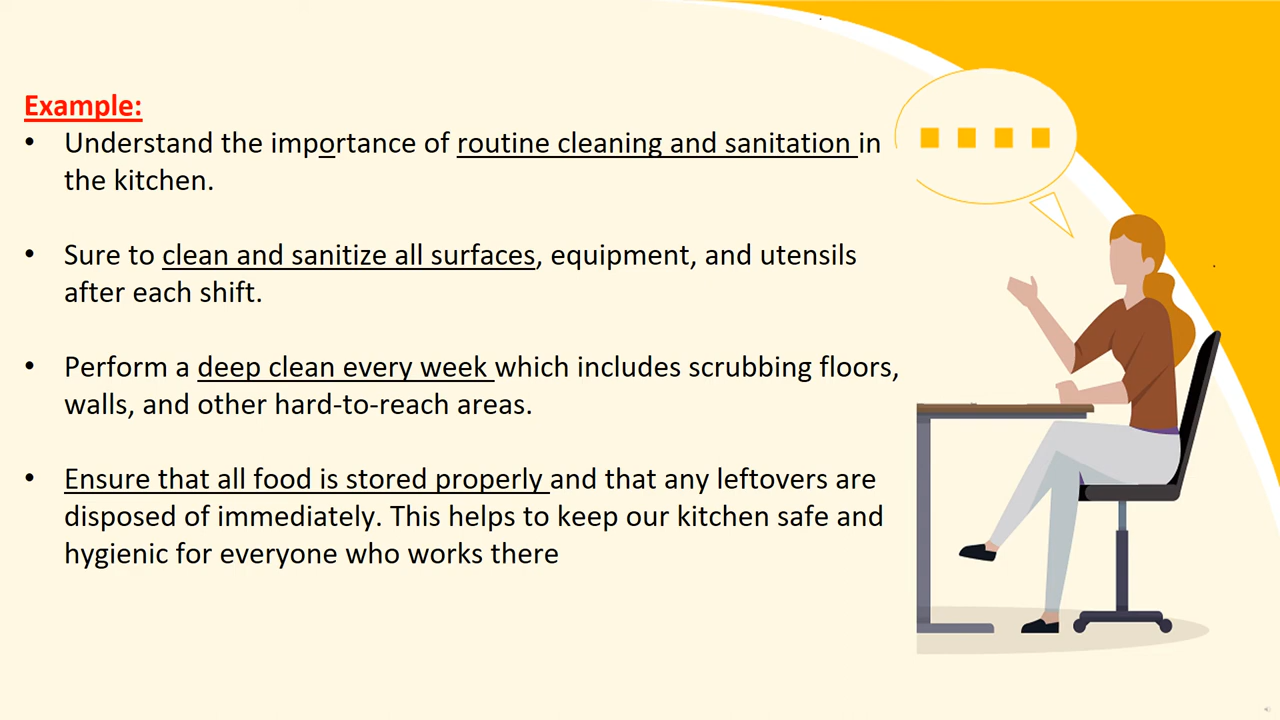 Example:
• Understand the importance of routine cleaning and sanitation in
the kitchen.
• Sure to clean and sanitize all surfaces, equipment, and utensils
after each shift.
• Perform a deep clean every week which includes scrubbing floors,
walls, and other hard-to-reach areas.
• Ensure that all food is stored properly and that any leftovers are
disposed of immediately. This helps to keep our kitchen safe and
hygienic for everyone who works there